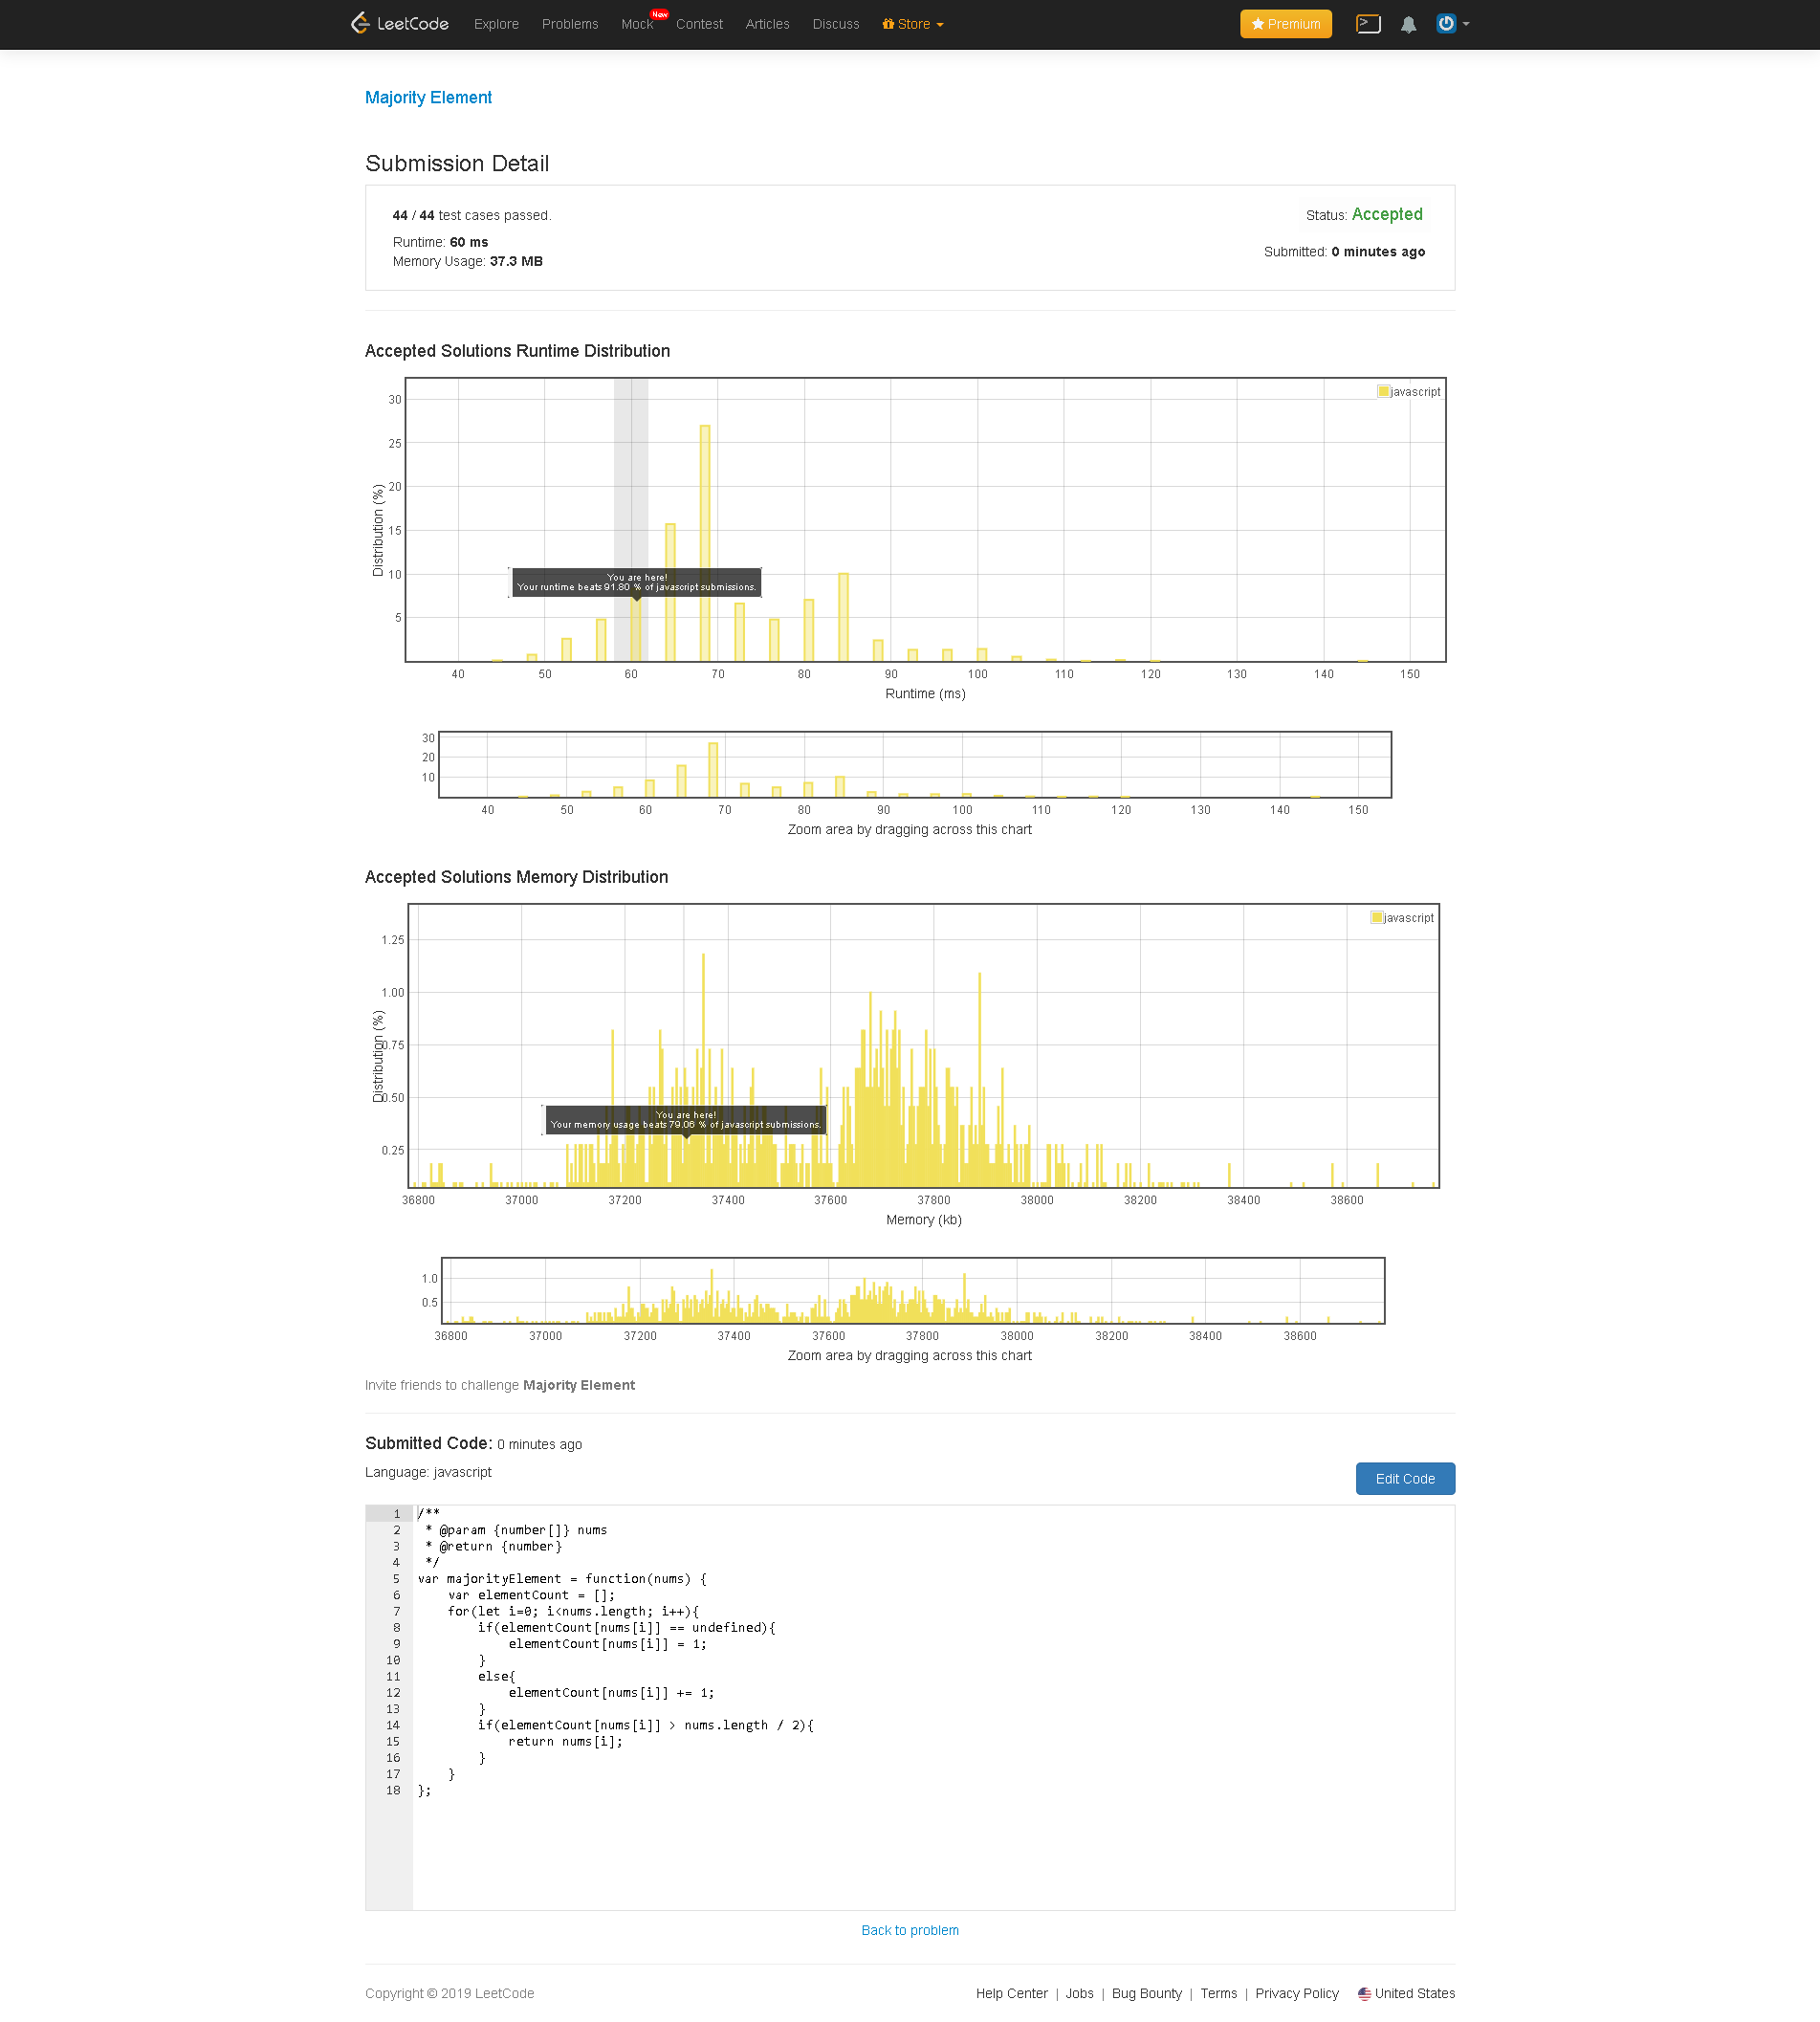 LeetCode Explore Problems Mock New Contest Articles Discuss Store Premium
Majority Element
Submission Detail
44 / 44 test cases passed.
Status: Accepted
Runtime: 60 ms
Submitted: 0 minutes ago
Memory Usage: 37.3 MB
Accepted Solutions Runtime Distribution
javascript
Distribution (%)
30
25
20
15
10
5
You are here!
Your runtime beats 91.80 % of javascript submissions.
40 50 60 70 80 90 100 110 120 130 140 150
Runtime (ms)
30
20
10
40 50 60 70 80 90 100 110 120 130 140 150
Zoom area by dragging across this chart
Accepted Solutions Memory Distribution
javascript
Distribution (%)
1.25
1.00
0.75
0.50
0.25
You are here!
Your memory usage beats 79.06 % of javascript submissions.
36800 37000 37200 37400 37600 37800 38000 38200 38400 38600
Memory (kb)
1.0
0.5
36800 37000 37200 37400 37600 37800 38000 38200 38400 38600
Zoom area by dragging across this chart
Invite friends to challenge Majority Element
Submitted Code: 0 minutes ago
Language: javascript
Edit Code
1 /**
2  * @param {number[]} nums
3  * @return {number}
4  */
5 var majorityElement = function(nums) {
6     var elementCount = [];
7     for(let i=0; i<nums.length; i++){
8         if(elementCount[nums[i]] == undefined){
9             elementCount[nums[i]] = 1;
10         }
11         else{
12             elementCount[nums[i]] += 1;
13         }
14         if(elementCount[nums[i]] > nums.length / 2){
15             return nums[i];
16         }
17     }
18 };
Back to problem
Copyright © 2019 LeetCode
Help Center | Jobs | Bug Bounty | Terms | Privacy Policy United States